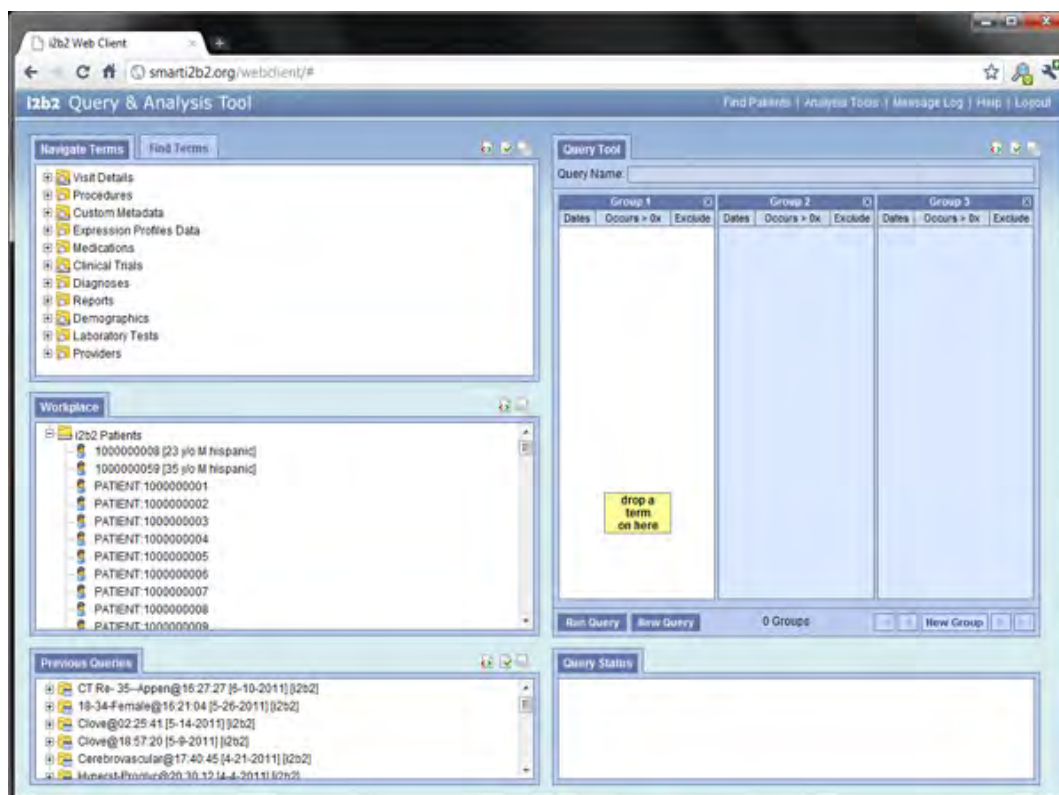 i2b2 Web Client
smarti2b2.org/webclient/#
i2b2 Query & Analysis Tool
Find Patients | Analysis Tools | Message Log | Help | Logout
Navigate Terms
Find Terms
Visit Details
Procedures
Custom Metadata
Expression Profiles Data
Medications
Clinical Trials
Diagnoses
Reports
Demographics
Laboratory Tests
Providers
Workplace
i2b2 Patients
1000000008 [23 y/o M hispanic]
1000000059 [35 y/o M hispanic]
PATIENT:1000000001
PATIENT:1000000002
PATIENT:1000000003
PATIENT:1000000004
PATIENT:1000000005
PATIENT:1000000006
PATIENT:1000000007
PATIENT:1000000008
PATIENT:1000000009
Previous Queries
CT Re- 35--Appen@16:27:27 [6-10-2011] [i2b2]
18-34-Female@16:21:04 [5-26-2011] [i2b2]
Clove@02:25:41 [5-14-2011] [i2b2]
Clove@18:57:20 [5-9-2011] [i2b2]
Cerebrovascular@17:40:45 [4-21-2011] [i2b2]
[4-4-2011] [i2b2]
Query Tool
Query Name:
Group 1 Group 2 Group 3
Dates Occurs > 0x Exclude Dates Occurs > 0x Exclude Dates Occurs > 0x Exclude
drop a
term
on here
Run Query New Query 0 Groups New Group
Query Status